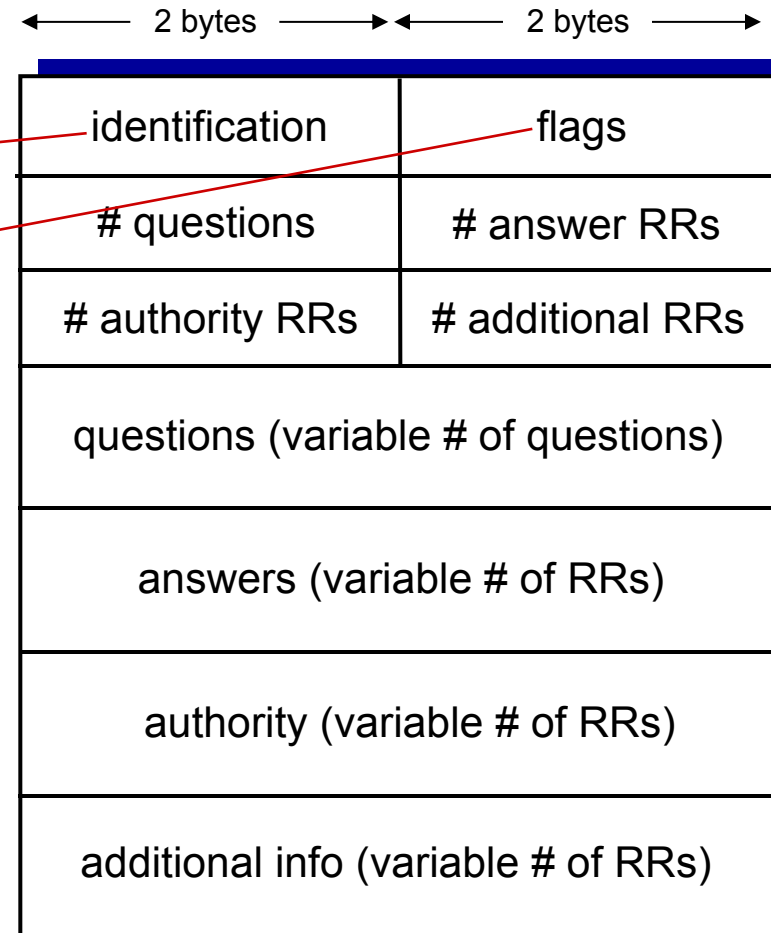 2 bytes 2 bytes
identification flags
# questions # answer RRs
# authority RRs # additional RRs
questions (variable # of questions)
answers (variable # of RRs)
authority (variable # of RRs)
additional info (variable # of RRs)